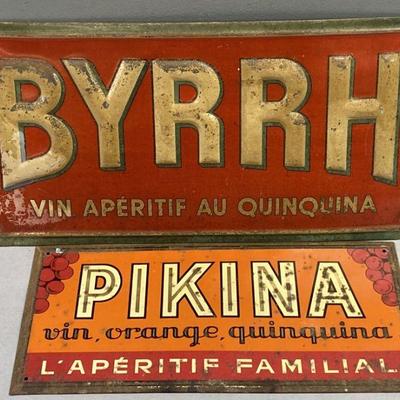 BYRRH
VIN APÉRITIF AU QUINQUINA
PIKINA
vin, orange, quinquina
L'APÉRITIF FAMILIAL